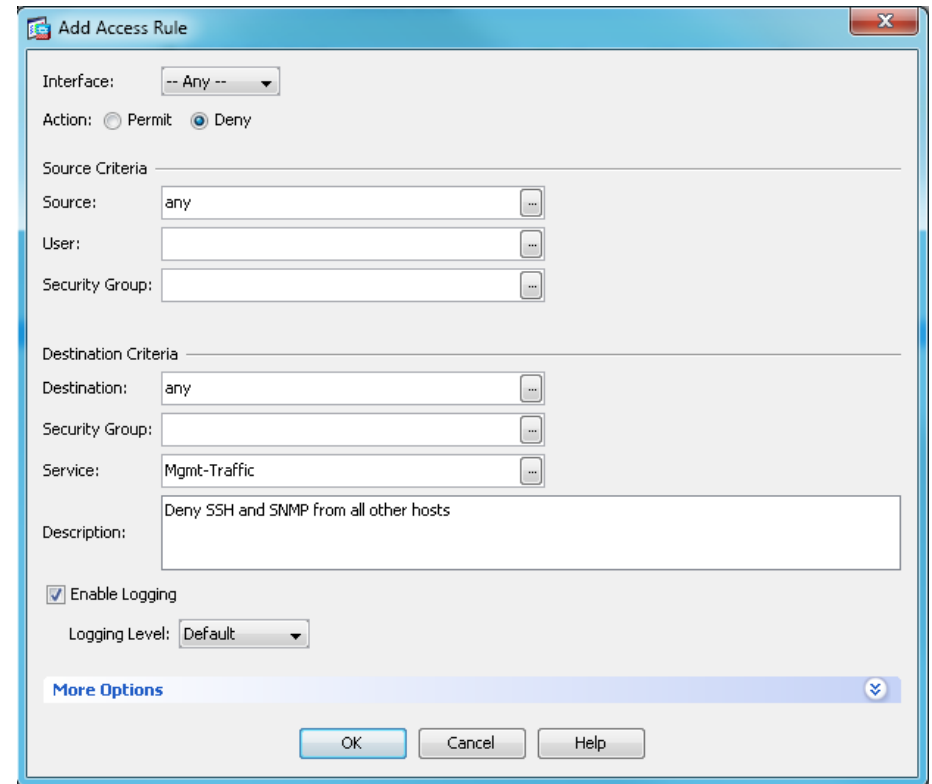 Add Access Rule
Interface: -- Any --
Action: Permit Deny
Source Criteria
Source: any ...
User: ...
Security Group: ...
Destination Criteria
Destination: any ...
Security Group: ...
Service: Mgmt-Traffic ...
Deny SSH and SNMP from all other hosts
Description:
Enable Logging
Logging Level: Default
More Options
OK Cancel Help